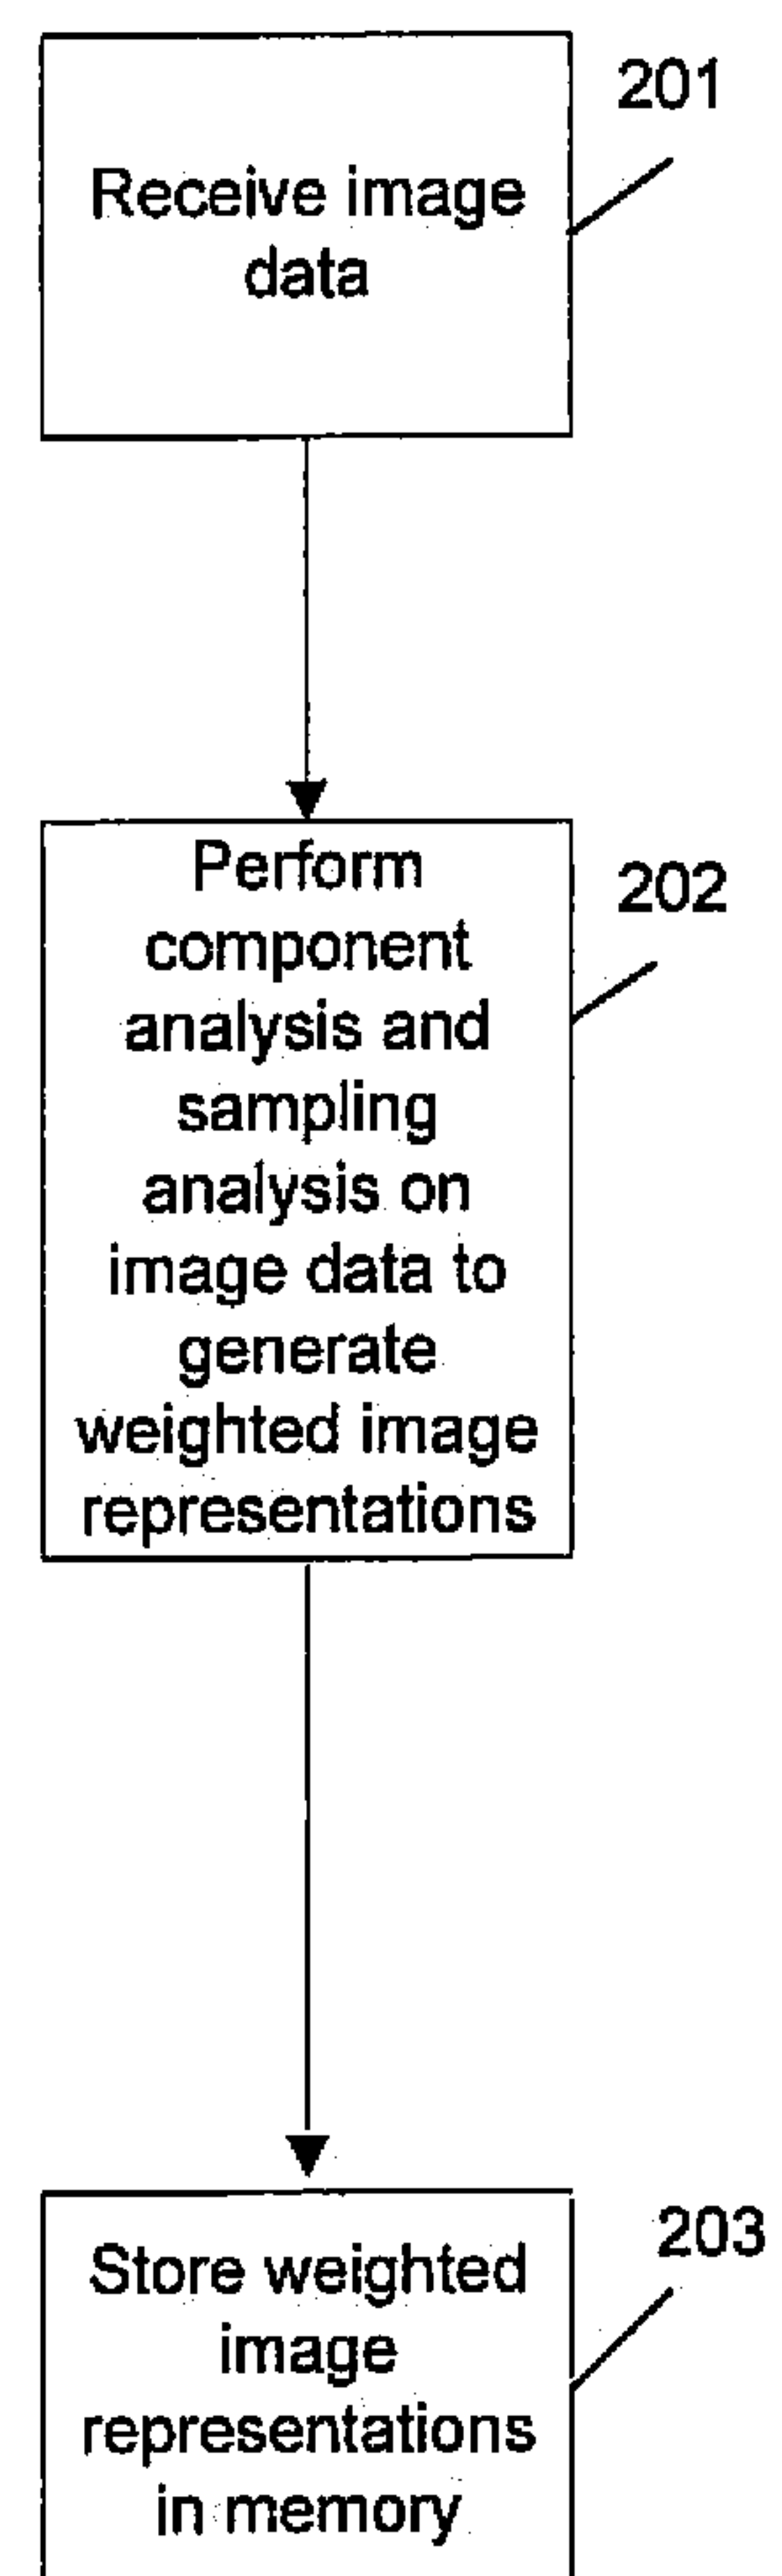 201
Receive image
data
202
Perform
component
analysis and
sampling
analysis on
image data to
generate
weighted image
representations
203
Store weighted
image
representations
in memory